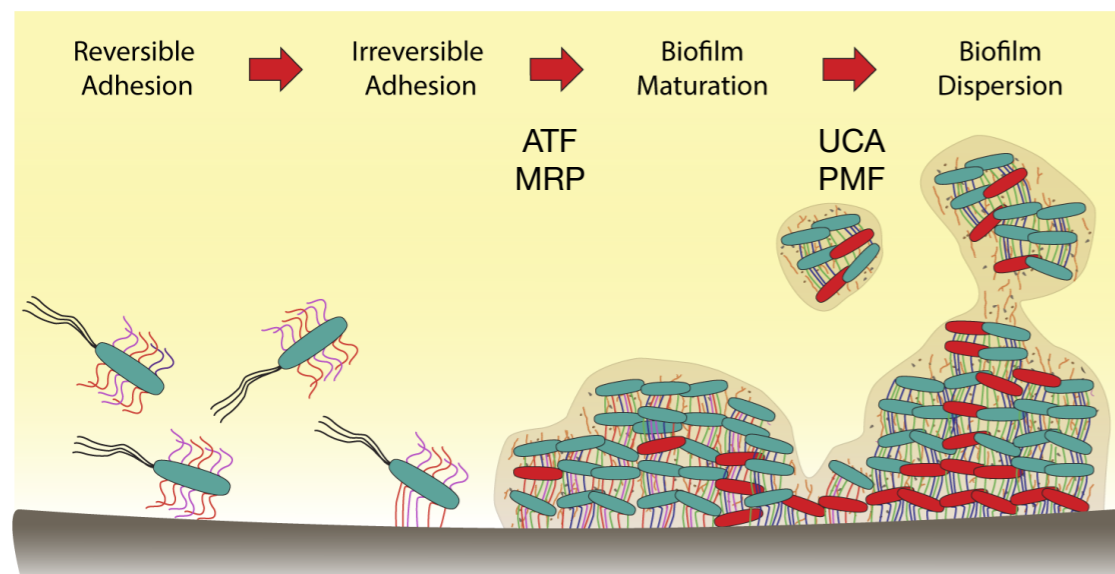 Reversible
Adhesion
Irreversible
Adhesion
Biofilm
Maturation
Biofilm
Dispersion
ATF
MRP
UCA
PMF